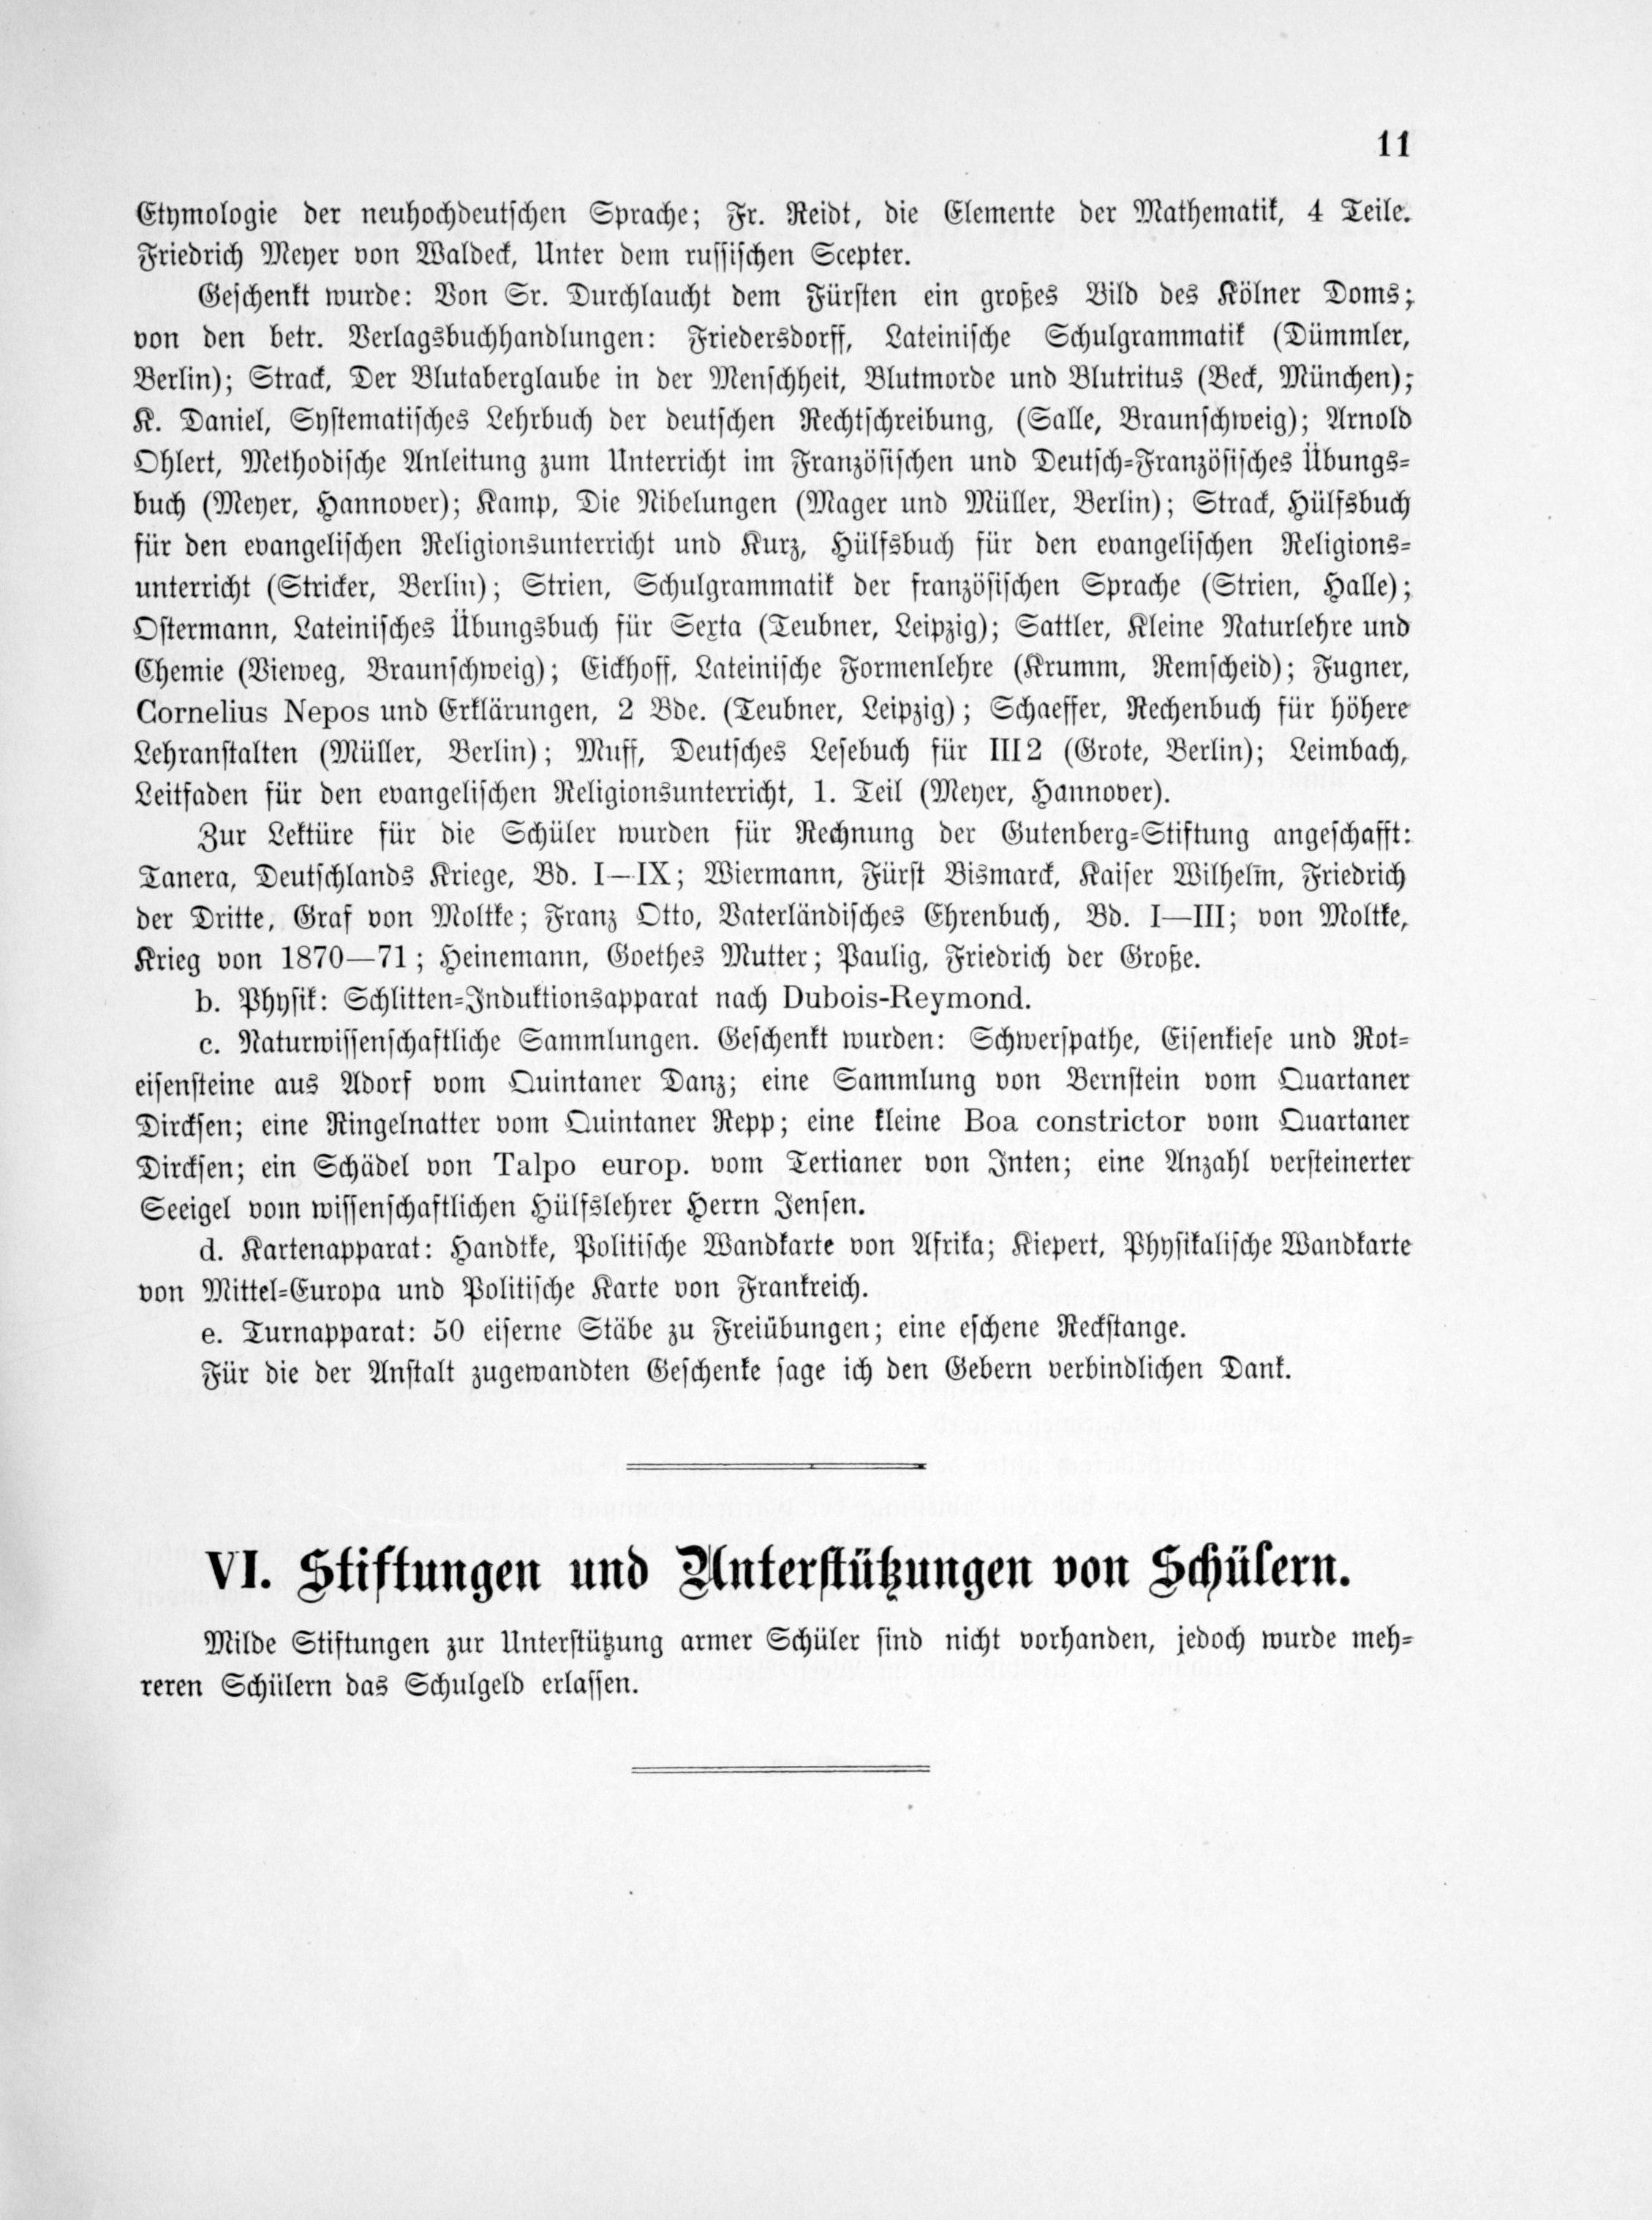 11
Etymologie der neuhochdeutschen Sprache; Fr. Reidt, die Elemente der Mathematik, 4 Teile.
Friedrich Meyer von Waldeck, Unter dem russischen Scepter.
Geschenkt wurde: Von Sr. Durchlaucht dem Fürsten ein großes Bild des Kölner Doms;
von den betr. Verlagsbuchhandlungen: Friedersdorff, Lateinische Schulgrammatik (Dümmler,
Berlin); Strack, Der Blutaberglaube in der Menschheit, Blutmorde und Blutritus (Beck, München);
K. Daniel, Systematisches Lehrbuch der deutschen Rechtschreibung, (Salle, Braunschweig); Arnold
Ohlert, Methodische Anleitung zum Unterricht im Französischen und Deutsch-Französisches Übungs-
buch (Meyer, Hannover); Kamp, Die Nibelungen (Mager und Müller, Berlin); Strack, Hülfsbuch
für den evangelischen Religionsunterricht und Kurz, Hülfsbuch für den evangelischen Religions-
unterricht (Stricker, Berlin); Strien, Schulgrammatik der französischen Sprache (Strien, Halle);
Ostermann, Lateinisches Übungsbuch für Sexta (Teubner, Leipzig); Sattler, Kleine Naturlehre und
Chemie (Vieweg, Braunschweig); Eickhoff, Lateinische Formenlehre (Krumm, Remscheid); Fugner,
Cornelius Nepos und Erklärungen, 2 Bde. (Teubner, Leipzig); Schaeffer, Rechenbuch für höhere
Lehranstalten (Müller, Berlin); Muff, Deutsches Lesebuch für III 2 (Grote, Berlin); Leimbach,
Leitfaden für den evangelischen Religionsunterricht, 1. Teil (Meyer, Hannover).
Zur Lektüre für die Schüler wurden für Rechnung der Gutenberg-Stiftung angeschafft:
Tanera, Deutschlands Kriege, Bd. I—IX; Wiermann, Fürst Bismarck, Kaiser Wilhelm, Friedrich
der Dritte, Graf von Moltke; Franz Otto, Vaterländisches Ehrenbuch, Bd. I—III; von Moltke,
Krieg von 1870—71; Heinemann, Goethes Mutter; Paulig, Friedrich der Große.
b. Physik: Schlitten-Induktionsapparat nach Dubois-Reymond.
c. Naturwissenschaftliche Sammlungen. Geschenkt wurden: Schwerspathe, Eisenkiese und Rot-
eisensteine aus Adorf vom Quintaner Danz; eine Sammlung von Bernstein vom Quartaner
Dircksen; eine Ringelnatter vom Quintaner Repp; eine kleine Boa constrictor vom Quartaner
Dircksen; ein Schädel von Talpo europ. vom Tertianer von Inten; eine Anzahl versteinerter
Seeigel vom wissenschaftlichen Hülfslehrer Herrn Jensen.
d. Kartenapparat: Handtke, Politische Wandkarte von Afrika; Kiepert, Physikalische Wandkarte
von Mittel-Europa und Politische Karte von Frankreich.
e. Turnapparat: 50 eiserne Stäbe zu Freiübungen; eine eschene Reckstange.
Für die der Anstalt zugewandten Geschenke sage ich den Gebern verbindlichen Dank.
VI. Stiftungen und Unterstützungen von Schülern.
Milde Stiftungen zur Unterstützung armer Schüler sind nicht vorhanden, jedoch wurde meh-
reren Schülern das Schulgeld erlassen.